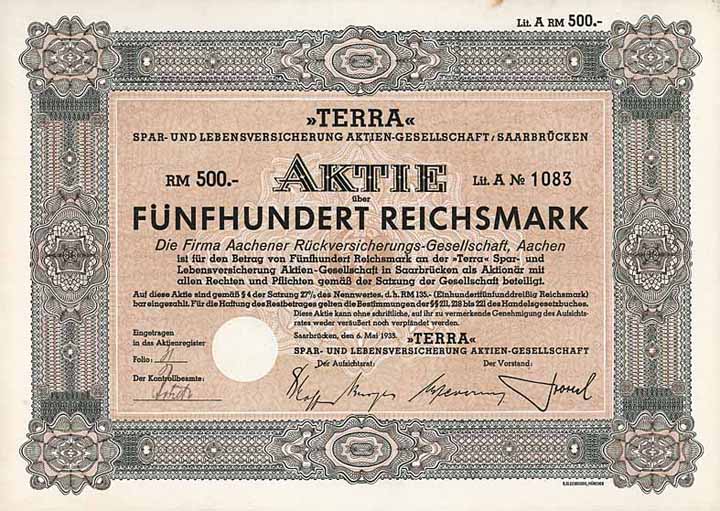 Lit. A RM 500.-
»TERRA«
SPAR- UND LEBENSVERSICHERUNG AKTIEN-GESELLSCHAFT/SAARBRÜCKEN
RM 500.- AKTIE Lit. A № 1083
über
FÜNFHUNDERT REICHSMARK
Die Firma Aachener Rückversicherungs-Gesellschaft, Aachen
ist für den Betrag von Fünfhundert Reichsmark an der »Terra« Spar- und
Lebensversicherung Aktien-Gesellschaft in Saarbrücken als Aktionär mit
allen Rechten und Pflichten gemäß der Satzung der Gesellschaft beteiligt.
Auf diese Aktie sind gemäß § 4 der Satzung 27% des Nennwertes, d. h. RM 135.- (Einhundertfünfunddreißig Reichsmark)
bar eingezahlt. Für die Haftung des Restbetrages gelten die Bestimmungen der §§ 211, 218 bis 221 des Handelsgesetzbuches.
Diese Aktie kann ohne schriftliche, auf ihr zu vermerkende Genehmigung des Aufsichts-
rates weder veräußert noch verpfändet werden.
Eingetragen
in das Aktienregister
Folio:
Der Kontrollbeamte:
Saarbrücken, den 6. Mai 1935. »TERRA«
SPAR- UND LEBENSVERSICHERUNG AKTIEN-GESELLSCHAFT
Der Aufsichtsrat: Der Vorstand: